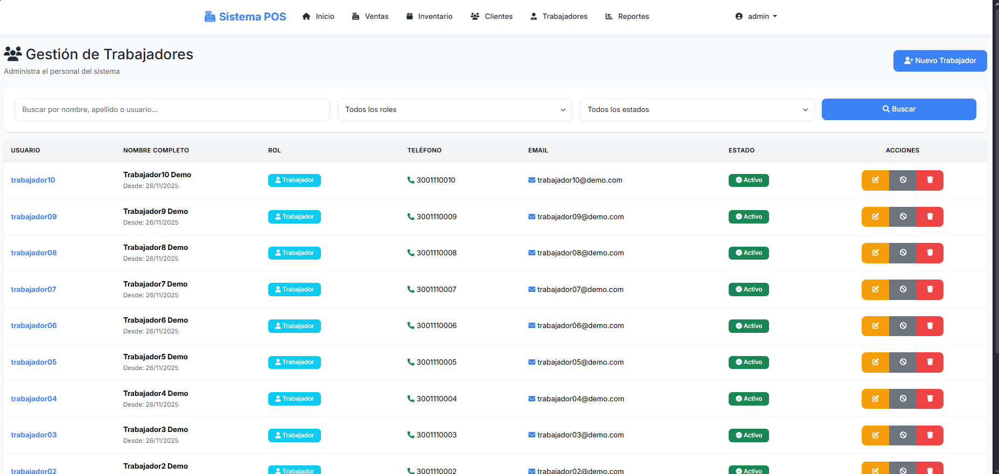 Sistema POS Inicio Ventas Inventario Clientes Trabajadores Reportes admin
Gestión de Trabajadores
Administra el personal del sistema
Nuevo Trabajador
Buscar por nombre, apellido o usuario... Todos los roles Todos los estados Buscar
USUARIO NOMBRE COMPLETO ROL TELÉFONO EMAIL ESTADO ACCIONES
trabajador10 Trabajador10 Demo Trabajador 3001110010 trabajador10@demo.com Activo
Desde: 26/11/2025
trabajador09 Trabajador9 Demo Trabajador 3001110009 trabajador09@demo.com Activo
Desde: 26/11/2025
trabajador08 Trabajador8 Demo Trabajador 3001110008 trabajador08@demo.com Activo
Desde: 26/11/2025
trabajador07 Trabajador7 Demo Trabajador 3001110007 trabajador07@demo.com Activo
Desde: 26/11/2025
trabajador06 Trabajador6 Demo Trabajador 3001110006 trabajador06@demo.com Activo
Desde: 26/11/2025
trabajador05 Trabajador5 Demo Trabajador 3001110005 trabajador05@demo.com Activo
Desde: 26/11/2025
trabajador04 Trabajador4 Demo Trabajador 3001110004 trabajador04@demo.com Activo
Desde: 26/11/2025
trabajador03 Trabajador3 Demo Trabajador 3001110003 trabajador03@demo.com Activo
Desde: 26/11/2025
trabajador02 Trabajador2 Demo Trabajador 3001110002 trabajador02@demo.com Activo